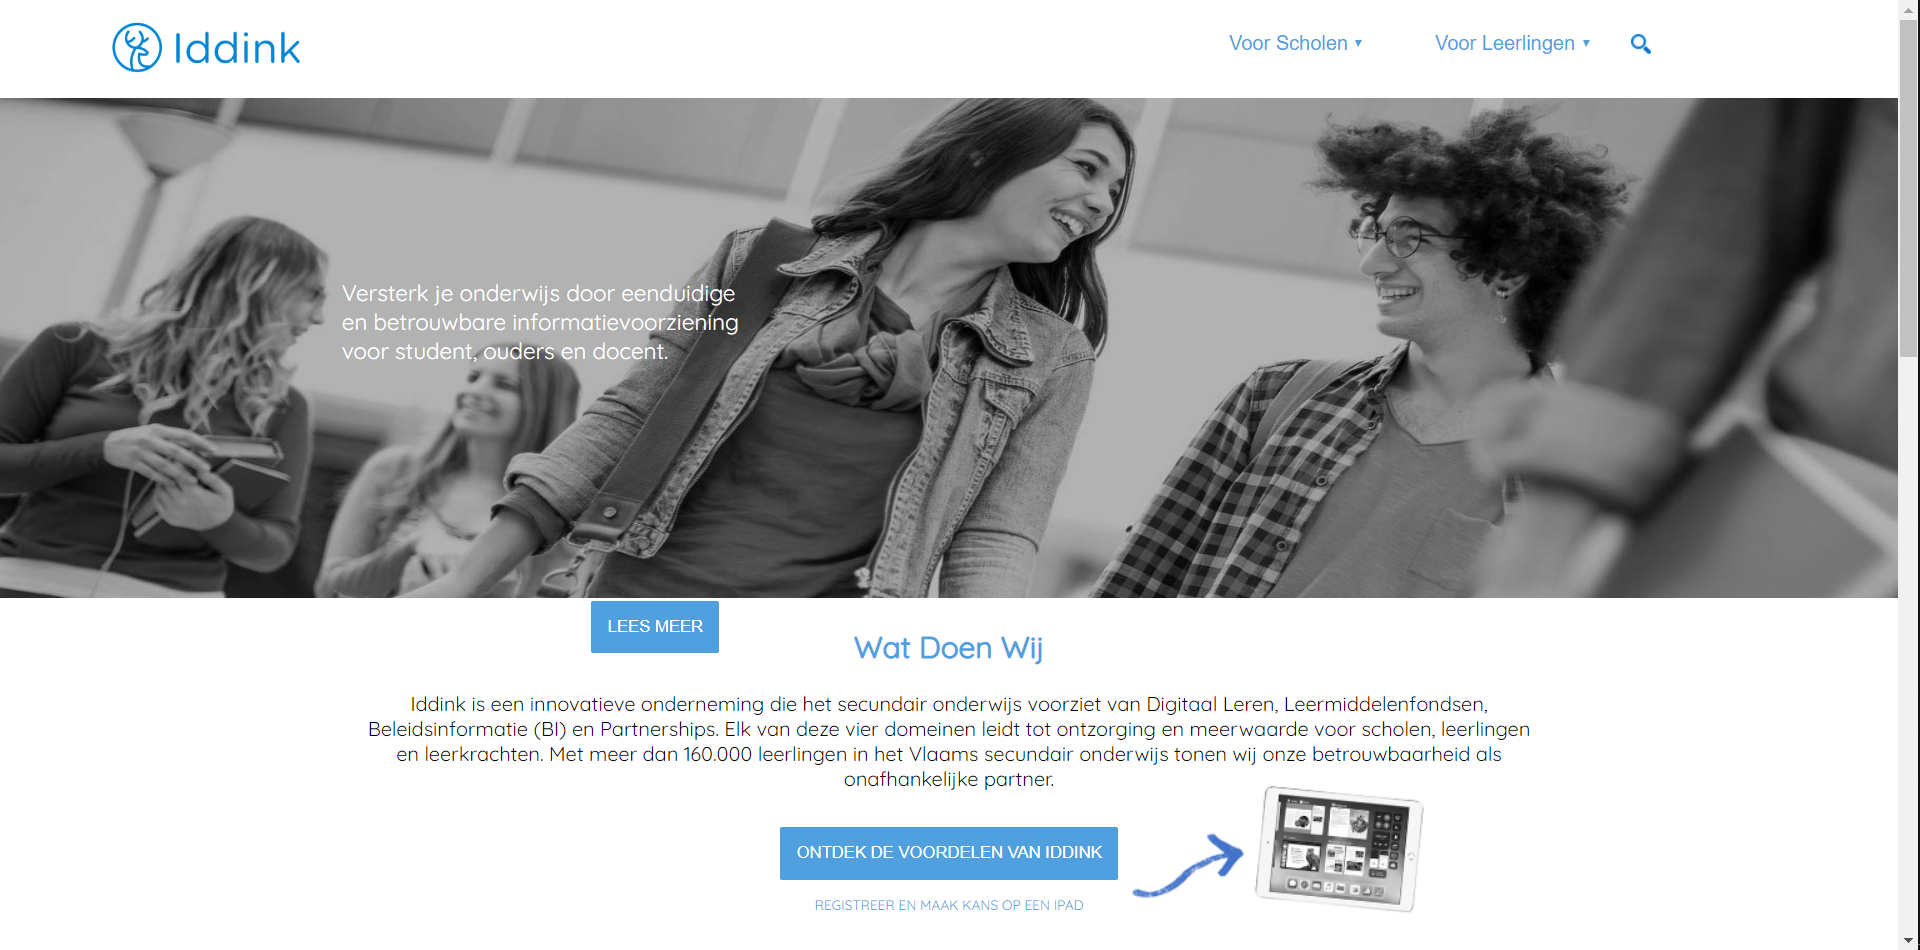 Iddink
Voor Scholen ▼
Voor Leerlingen ▼
Versterk je onderwijs door eenduidige
en betrouwbare informatievoorziening
voor student, ouders en docent.
LEES MEER
Wat Doen Wij
Iddink is een innovatieve onderneming die het secundair onderwijs voorziet van Digitaal Leren, Leermiddelenfondsen,
Beleidsinformatie (BI) en Partnerships. Elk van deze vier domeinen leidt tot ontzorging en meerwaarde voor scholen, leerlingen
en leerkrachten. Met meer dan 160.000 leerlingen in het Vlaams secundair onderwijs tonen wij onze betrouwbaarheid als
onafhankelijke partner.
ONTDEK DE VOORDELEN VAN IDDINK
REGISTREER EN MAAK KANS OP EEN IPAD